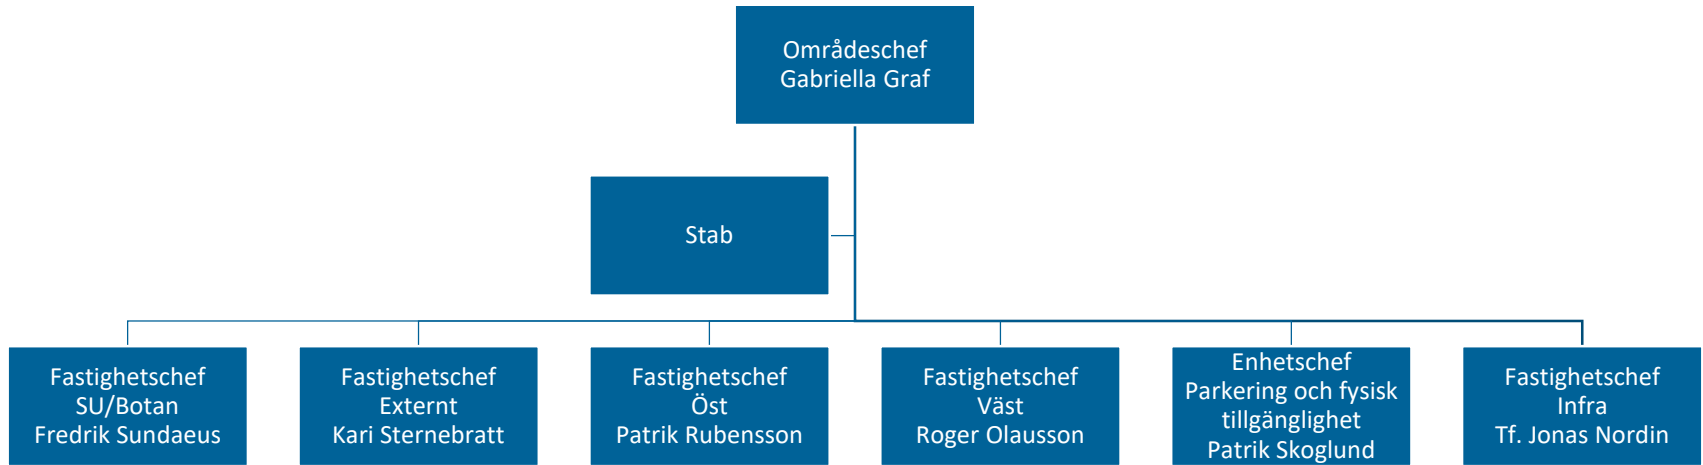 Områdeschef
Gabriella Graf
Stab
Fastighetschef
SU/Botan
Fredrik Sundaeus
Fastighetschef
Externt
Kari Sternebratt
Fastighetschef
Öst
Patrik Rubensson
Fastighetschef
Väst
Roger Olausson
Enhetschef
Parkering och fysisk
tillgänglighet
Patrik Skoglund
Fastighetschef
Infra
Tf. Jonas Nordin